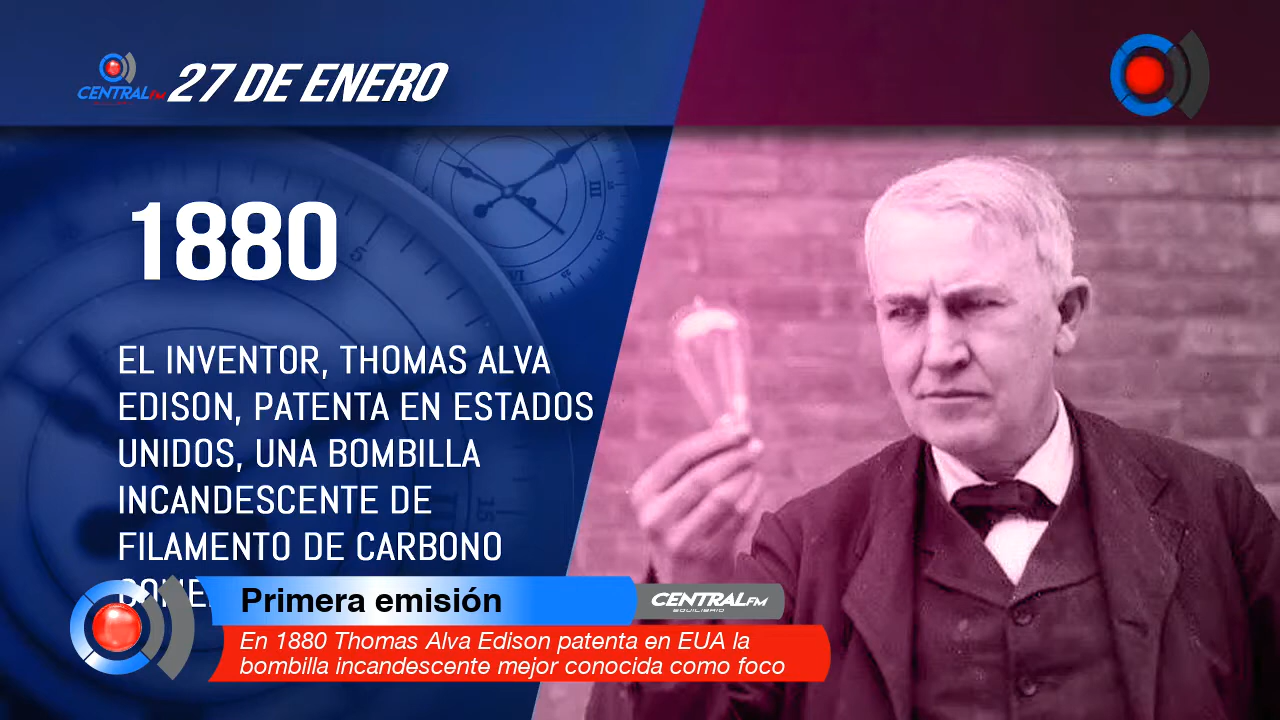 CENTRAL FM
27 DE ENERO
1880
EL INVENTOR, THOMAS ALVA
EDISON, PATENTA EN ESTADOS
UNIDOS, UNA BOMBILLA
INCANDESCENTE DE
FILAMENTO DE CARBONO
Primera emisión
CENTRAL FM
EQUILIBRIO
En 1880 Thomas Alva Edison patenta en EUA la
bombilla incandescente mejor conocida como foco